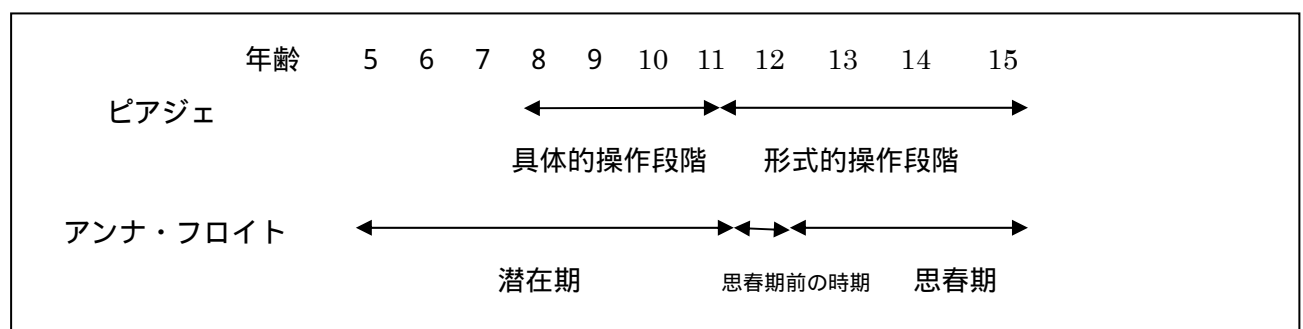 年齢 5 6 7 8 9 10 11 12 13 14 15
ピアジェ
具体的操作段階 形式的操作段階
アンナ・フロイト
潜在期 思春期前の時期 思春期